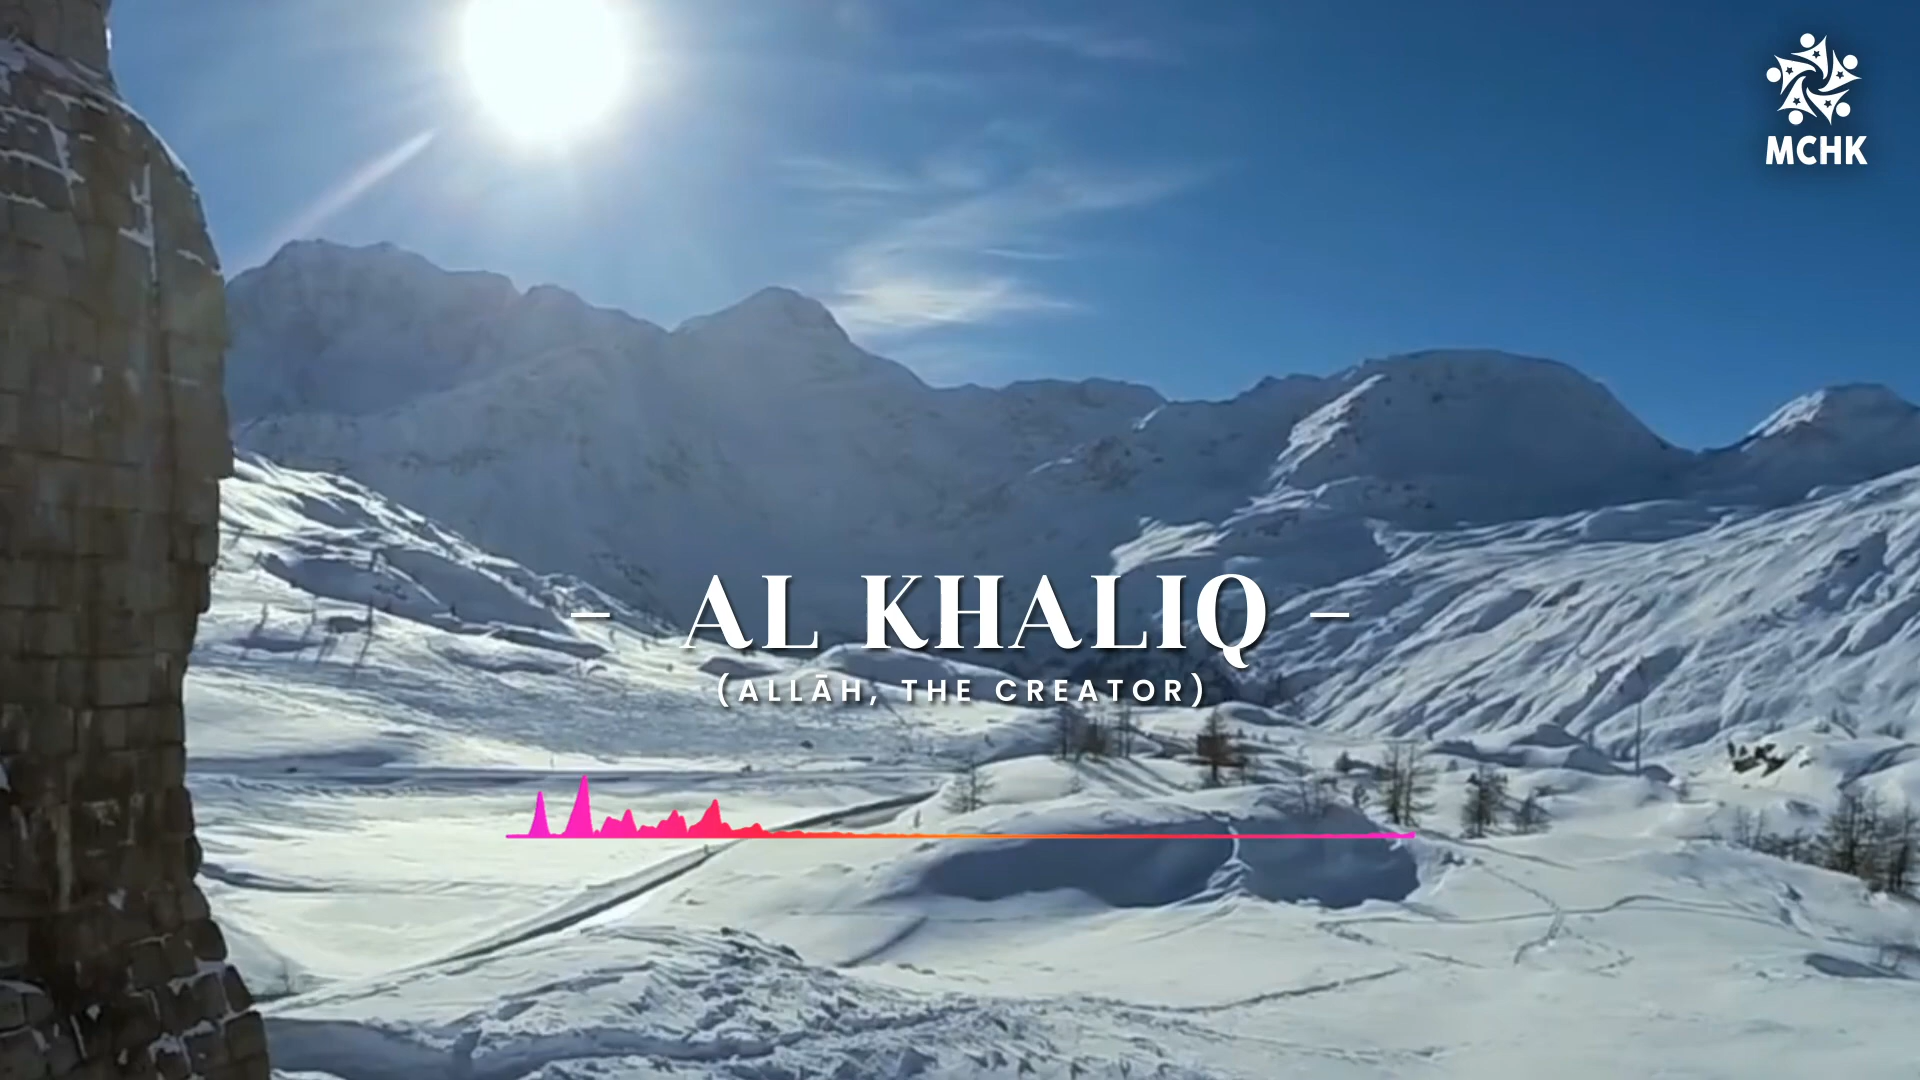 MCHK
– AL KHALIQ –
(ALLĀH, THE CREATOR)